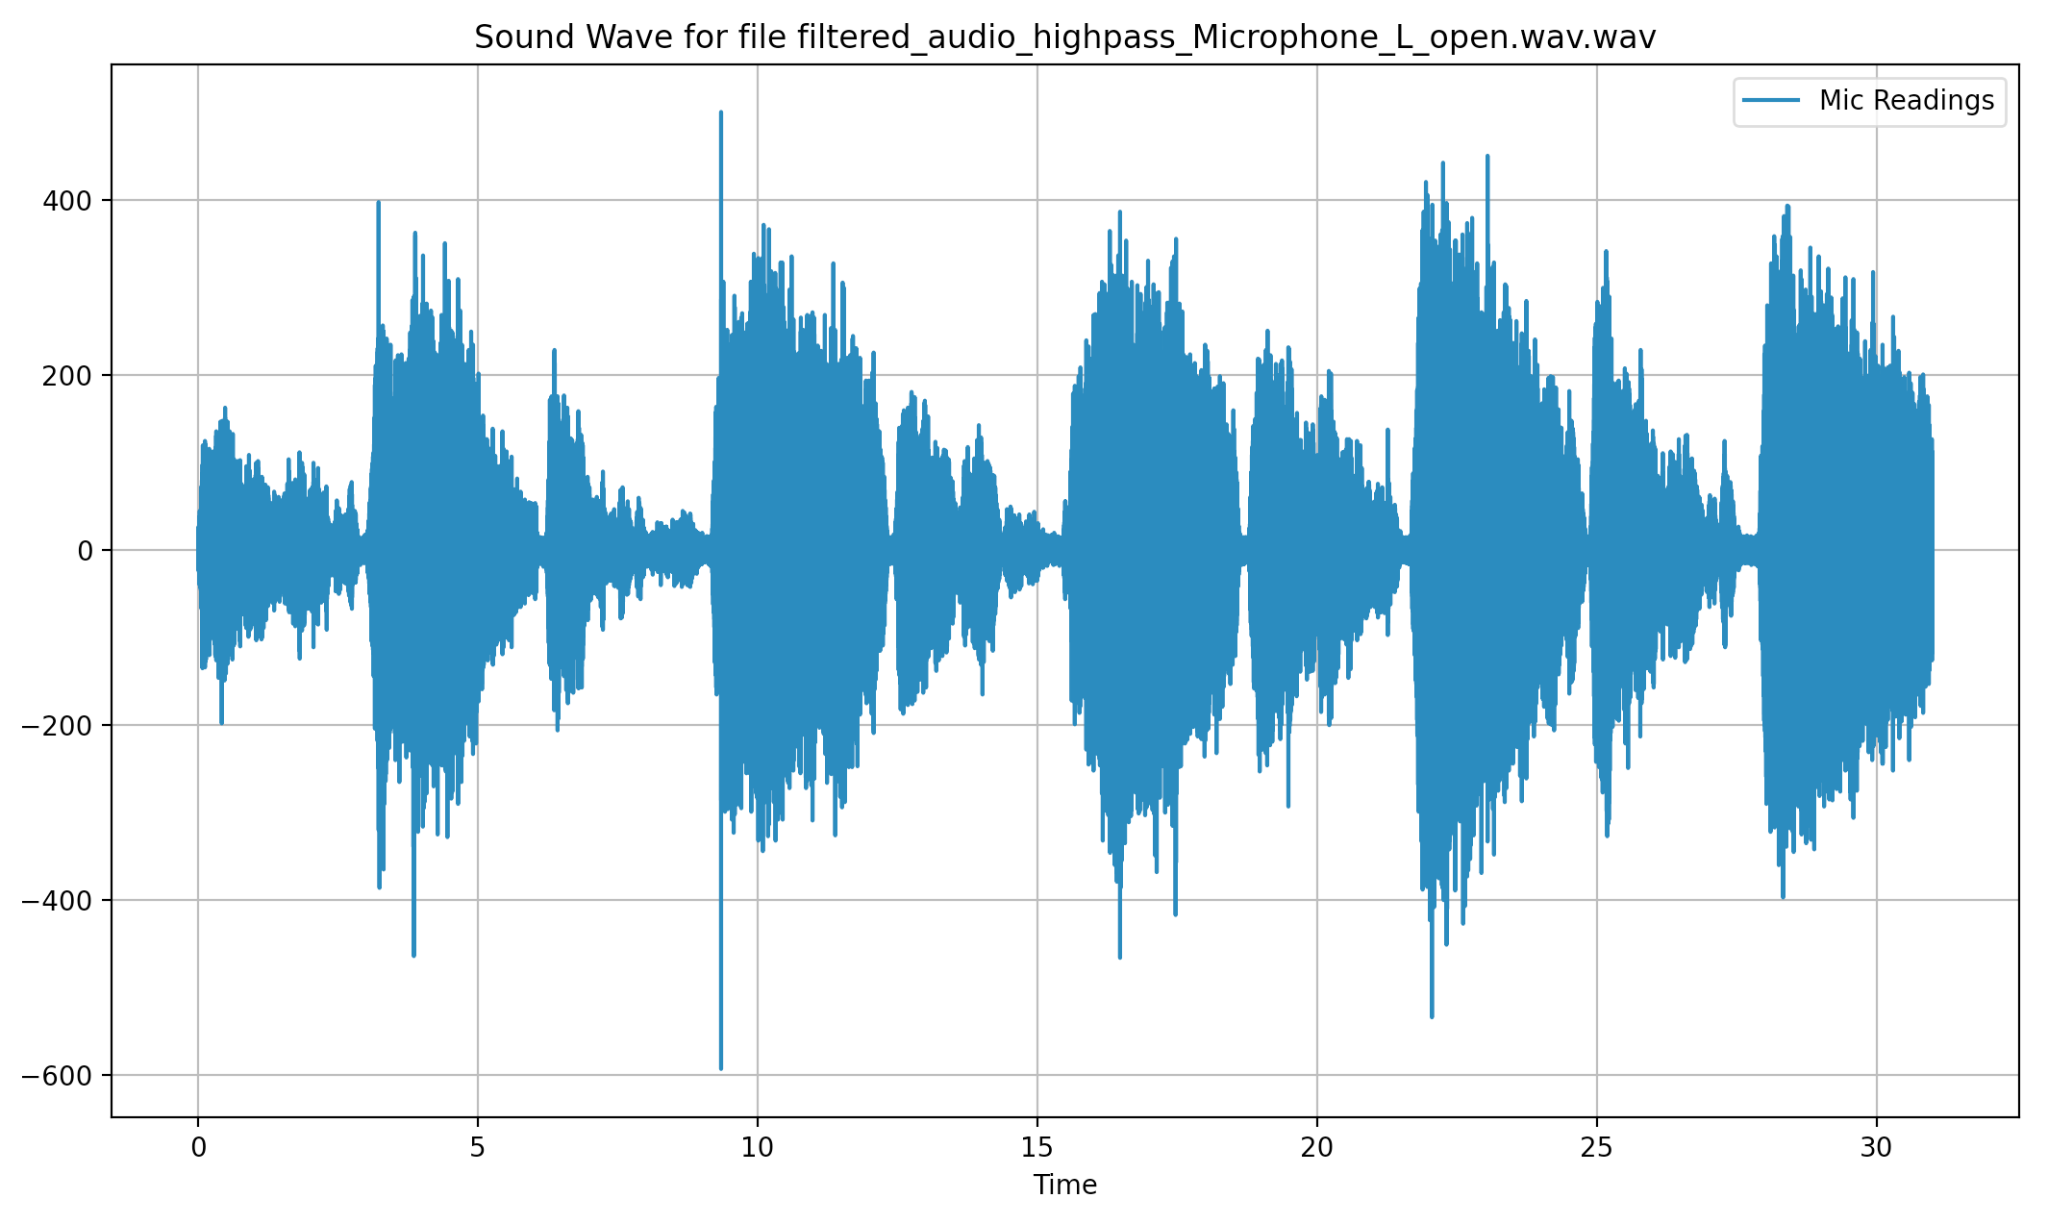 Sound Wave for file filtered_audio_highpass_Microphone_L_open.wav.wav
Mic Readings
400
200
0
−200
−400
−600
0 5 10 15 20 25 30
Time